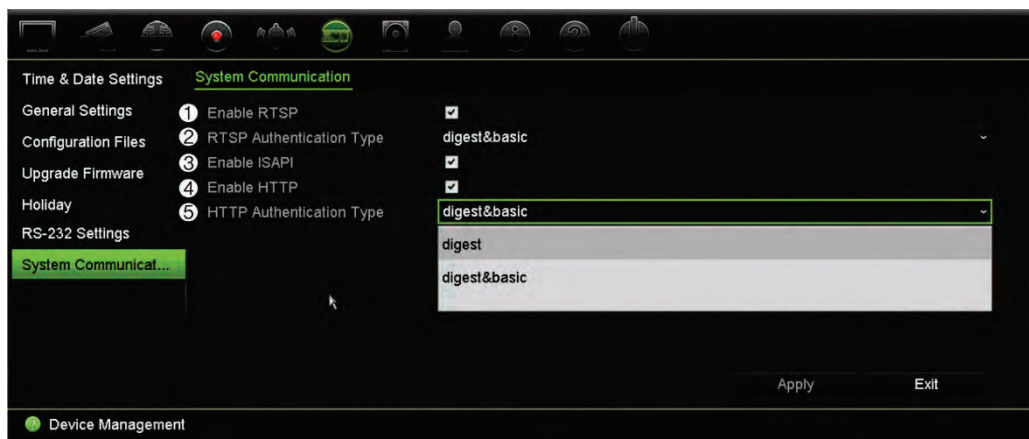 Time & Date Settings
System Communication
General Settings
1 Enable RTSP
Configuration Files
2 RTSP Authentication Type digest&basic
3 Enable ISAPI
Upgrade Firmware
4 Enable HTTP
Holiday
5 HTTP Authentication Type digest&basic
RS-232 Settings
digest
System Communicat...
digest&basic
Apply Exit
Device Management